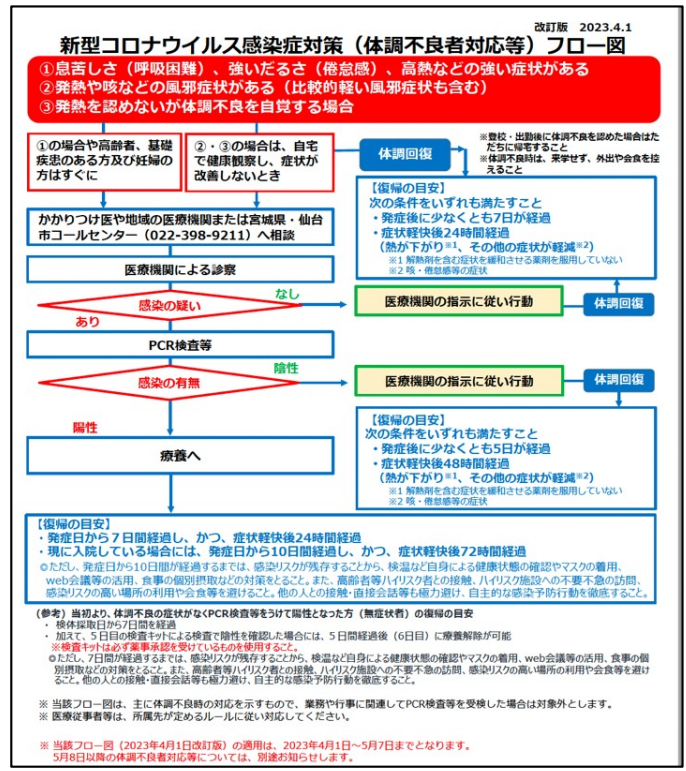 改訂版 2023.4.1
新型コロナウイルス感染症対策（体調不良者対応等）フロー図
①息苦しさ（呼吸困難）、強いだるさ（倦怠感）、高熱などの強い症状がある
②発熱や咳などの風邪症状がある（比較的軽い風邪症状も含む）
③発熱を認めないが体調不良を自覚する場合
①の場合や高齢者、基礎
疾患のある方及び妊婦の
方はすぐに
②・③の場合は、自宅
で健康観察し、症状が
改善しないとき
体調回復
※登校・出勤後に体調不良を認めた場合はた
だちに帰宅すること
※体調不良時は、来学せず、外出や会食を控
えること
かかりつけ医や地域の医療機関または宮城県・仙台
市コールセンター（022-398-9211）へ相談
【復帰の目安】
次の条件をいずれも満たすこと
・発症後に少なくとも7日が経過
・症状軽快後24時間経過
（熱が下がり※1、その他の症状が軽減※2）
※1 解熱剤を含む症状を緩和させる薬剤を服用していない
※2 咳・倦怠感等の症状
医療機関による診察
感染の疑い
なし
医療機関の指示に従い行動
体調回復
あり
PCR検査等
感染の有無
陰性
医療機関の指示に従い行動
体調回復
陽性
療養へ
【復帰の目安】
次の条件をいずれも満たすこと
・発症後に少なくとも5日が経過
・症状軽快後48時間経過
（熱が下がり※1、その他の症状が軽減※2）
※1 解熱剤を含む症状を緩和させる薬剤を服用していない
※2 咳・倦怠感等の症状
【復帰の目安】
・発症日から７日間経過し、かつ、症状軽快後24時間経過
・現に入院している場合には、発症日から10日間経過し、かつ、症状軽快後72時間経過
◎ただし、発症日から10日間が経過するまでは、感染リスクが残存することから、検温など自身による健康状態の確認やマスクの着用、
web会議等の活用、食事の個別摂取などの対策をとること。また、高齢者等ハイリスク者との接触、ハイリスク施設への不要不急の訪問、
感染リスクの高い場所の利用や会食等を避けること。他の人との接触・直接会話等も極力避け、自主的な感染予防行動を徹底すること。
（参考）当初より、体調不良の症状がなくPCR検査等をうけて陽性となった方（無症状者）の復帰の目安
・ 検体採取日から7日間を経過
・ 加えて、５日目の検査キットによる検査で陰性を確認した場合には、５日間経過後（6日目）に療養解除が可能
※検査キットは必ず薬事承認を受けているものを使用すること。
◎ただし、7日間が経過するまでは、感染リスクが残存することから、検温など自身による健康状態の確認やマスクの着用、web会議等の活用、食事の個
別摂取などの対策をとること。また、高齢者等ハイリスク者との接触、ハイリスク施設への不要不急の訪問、感染リスクの高い場所の利用や会食等を避け
ること。他の人との接触・直接会話等も極力避け、自主的な感染予防行動を徹底する。
※ 当該フロー図は、主に体調不良時の対応を示すもので、業務や行事に関連してPCR検査等を受検した場合は対象外とします。
※ 医療従事者等は、所属先が定めるルールに従い対応してください。
※ 当該フロー図（2023年4月1日改訂版）の適用は、2023年4月1日～5月7日までとなります。
5月8日以降の体調不良者対応等については、別途お知らせします。